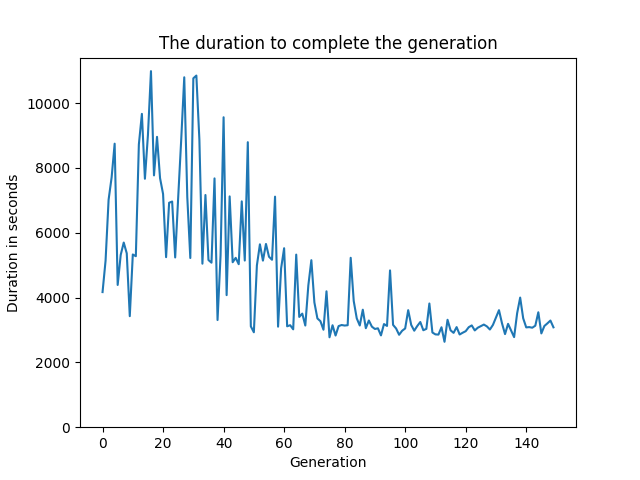 The duration to complete the generation
Duration in seconds
10000
8000
6000
4000
2000
0
0 20 40 60 80 100 120 140
Generation